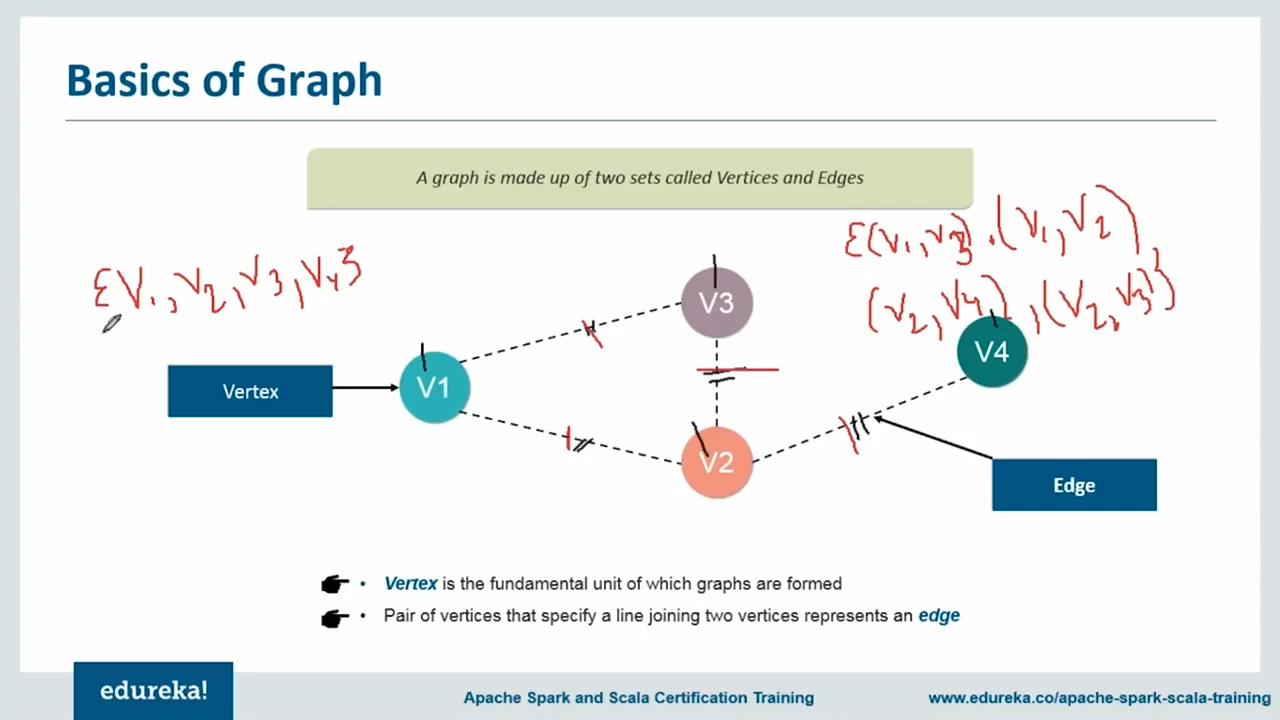 Basics of Graph
A graph is made up of two sets called Vertices and Edges
{(V1, V3), (V1, V2),
{V1, V2, V3, V4}
(V2, V4), (V2, V3)}
V3
V4
Vertex
V1
V2
Edge
• Vertex is the fundamental unit of which graphs are formed
• Pair of vertices that specify a line joining two vertices represents an edge
edureka!
Apache Spark and Scala Certification Training
www.edureka.co/apache-spark-scala-training